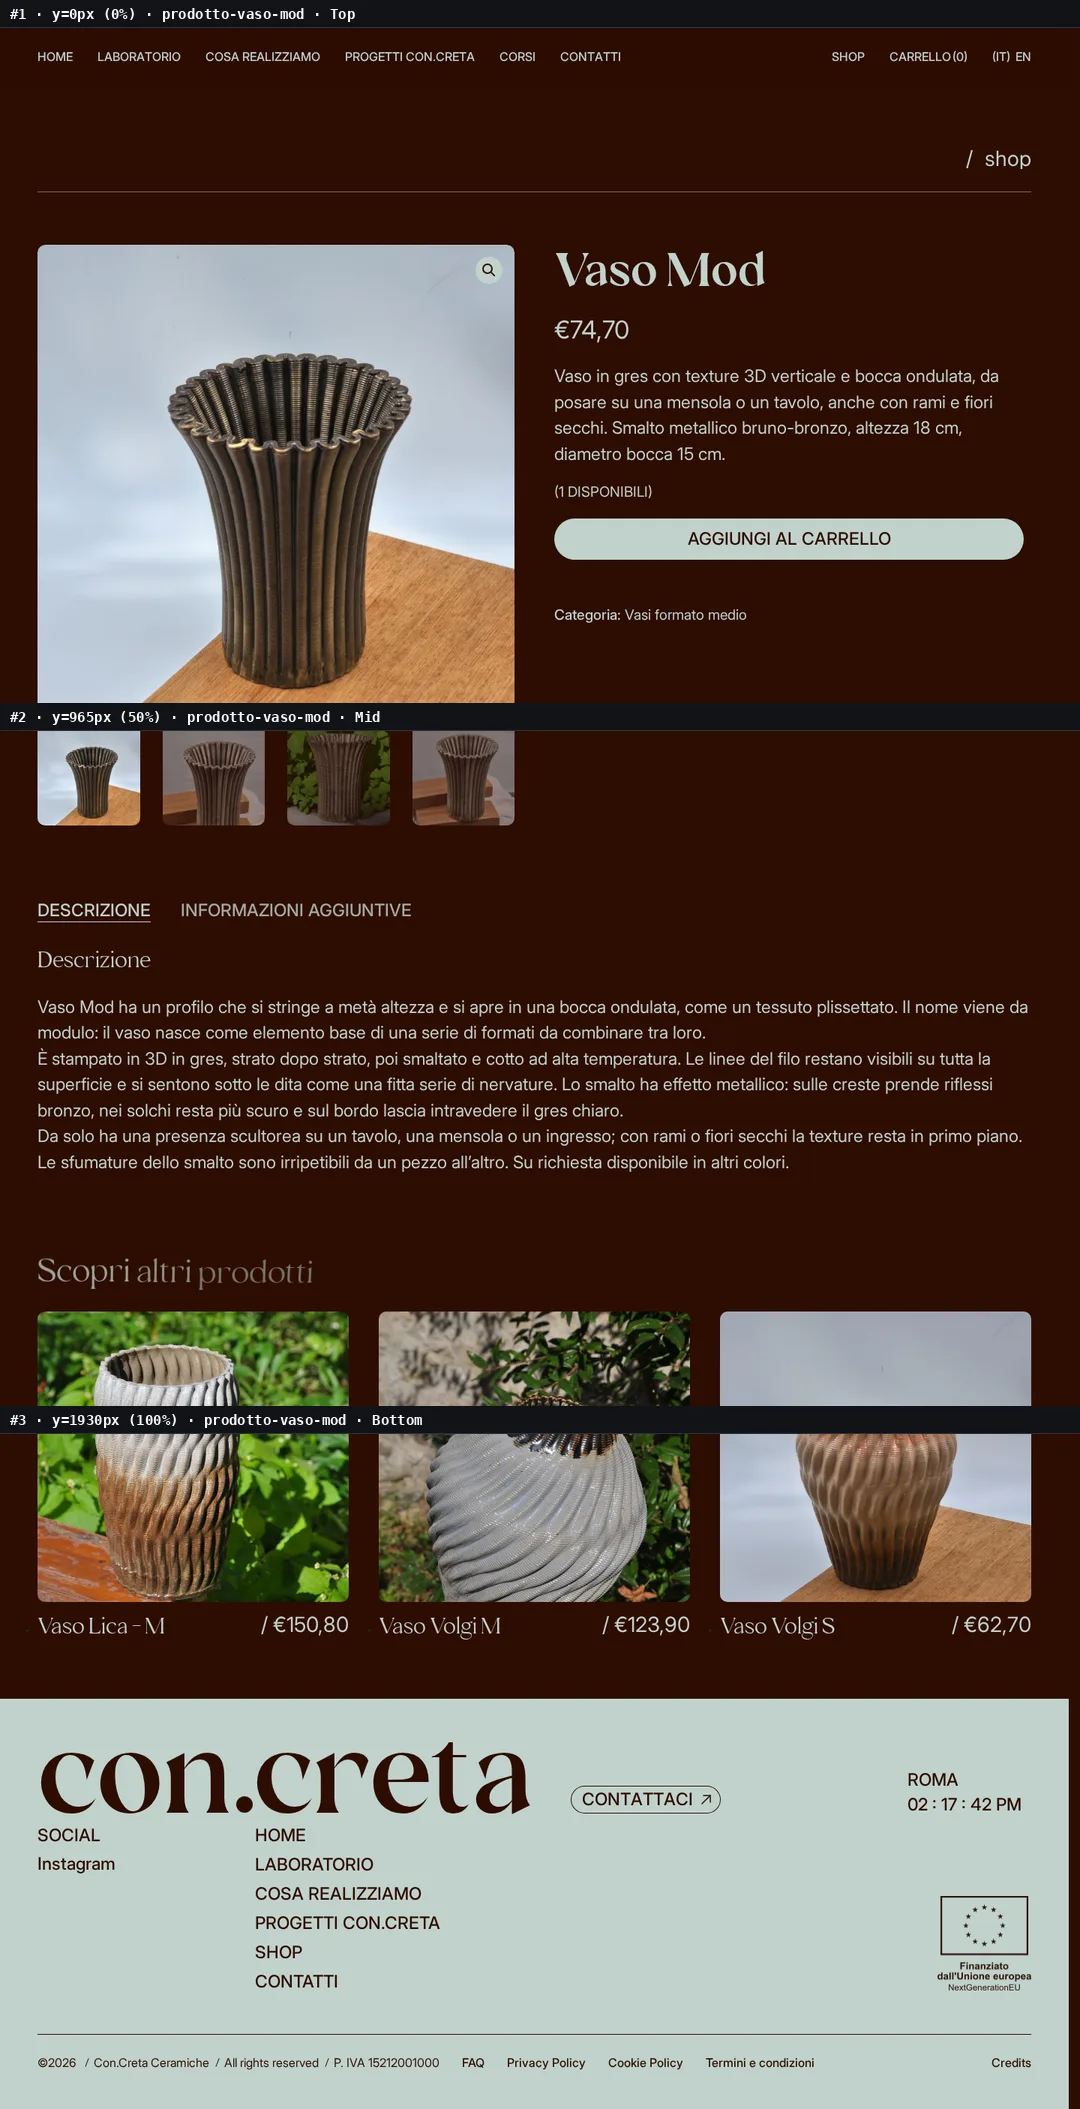 #1 · y=0px (0%) · prodotto-vaso-mod · Top
HOME LABORATORIO COSA REALIZZIAMO PROGETTI CON.CRETA CORSI CONTATTI SHOP CARRELLO (0) (IT) EN
/ shop
Vaso Mod
€74,70
Vaso in gres con texture 3D verticale e bocca ondulata, da
posare su una mensola o un tavolo, anche con rami e fiori
secchi. Smalto metallico bruno-bronzo, altezza 18 cm,
diametro bocca 15 cm.
(1 DISPONIBILI)
AGGIUNGI AL CARRELLO
Categoria: Vasi formato medio
#2 · y=965px (50%) · prodotto-vaso-mod · Mid
DESCRIZIONE INFORMAZIONI AGGIUNTIVE
Descrizione
Vaso Mod ha un profilo che si stringe a metà altezza e si apre in una bocca ondulata, come un tessuto plissettato. Il nome viene da
modulo: il vaso nasce come elemento base di una serie di formati da combinare tra loro.
È stampato in 3D in gres, strato dopo strato, poi smaltato e cotto ad alta temperatura. Le linee del filo restano visibili su tutta la
superficie e si sentono sotto le dita come una fitta serie di nervature. Lo smalto ha effetto metallico: sulle creste prende riflessi
bronzo, nei solchi resta più scuro e sul bordo lascia intravedere il gres chiaro.
Da solo ha una presenza scultorea su un tavolo, una mensola o un ingresso; con rami o fiori secchi la texture resta in primo piano.
Le sfumature dello smalto sono irripetibili da un pezzo all'altro. Su richiesta disponibile in altri colori.
Scopri altri prodotti
#3 · y=1930px (100%) · prodotto-vaso-mod · Bottom
Vaso Lica – M / €150,80
Vaso Volgi M / €123,90
Vaso Volgi S / €62,70
con.creta
CONTATTACI
ROMA
02 : 17 : 42 PM
SOCIAL
Instagram
HOME
LABORATORIO
COSA REALIZZIAMO
PROGETTI CON.CRETA
SHOP
CONTATTI
Finanziato
dall'Unione europea
NextGenerationEU
©2026 / Con.Creta Ceramiche / All rights reserved / P. IVA 15212001000 FAQ Privacy Policy Cookie Policy Termini e condizioni Credits